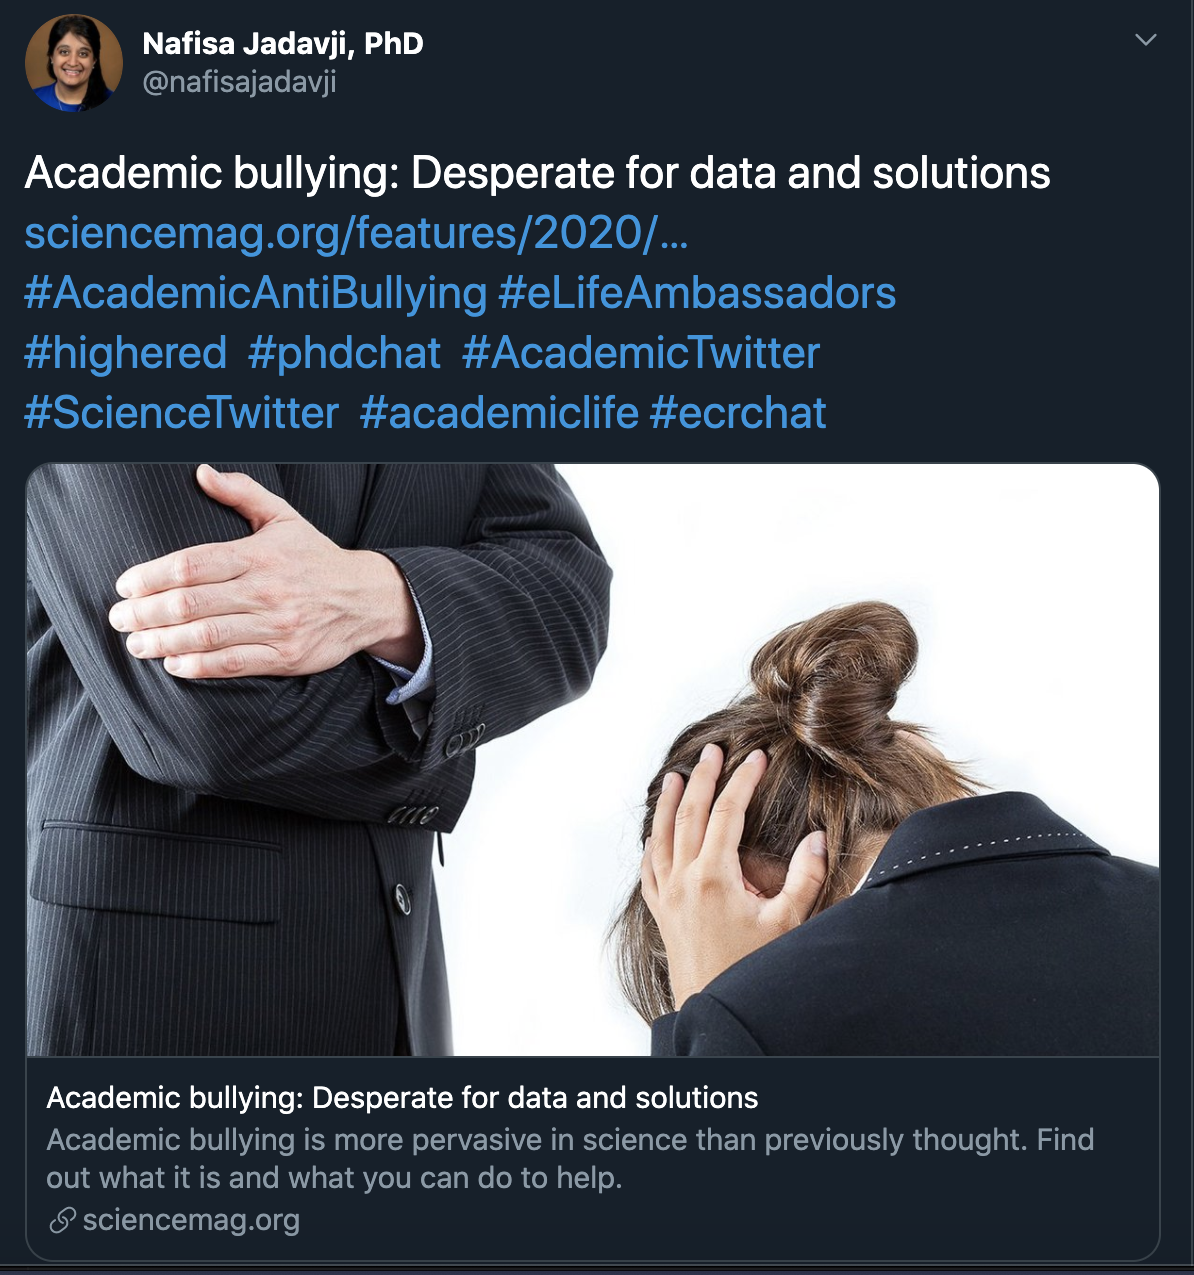 Nafisa Jadavji, PhD
@nafisajadavji
Academic bullying: Desperate for data and solutions
sciencemag.org/features/2020/...
#AcademicAntiBullying #eLifeAmbassadors
#highered #phdchat #AcademicTwitter
#ScienceTwitter #academiclife #ecrchat
Academic bullying: Desperate for data and solutions
Academic bullying is more pervasive in science than previously thought. Find
out what it is and what you can do to help.
sciencemag.org